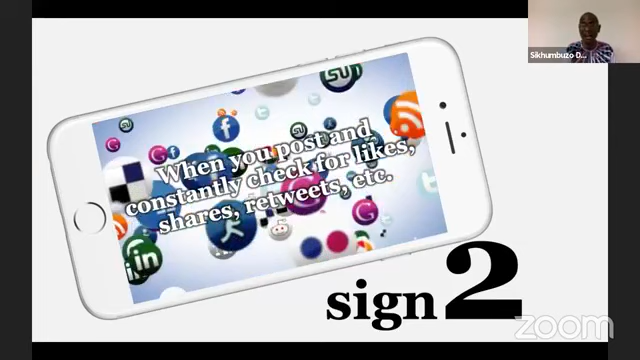 Sikhumbuzo D...
When you post and
constantly check for likes,
shares, retweets, etc.
sign 2
zoom